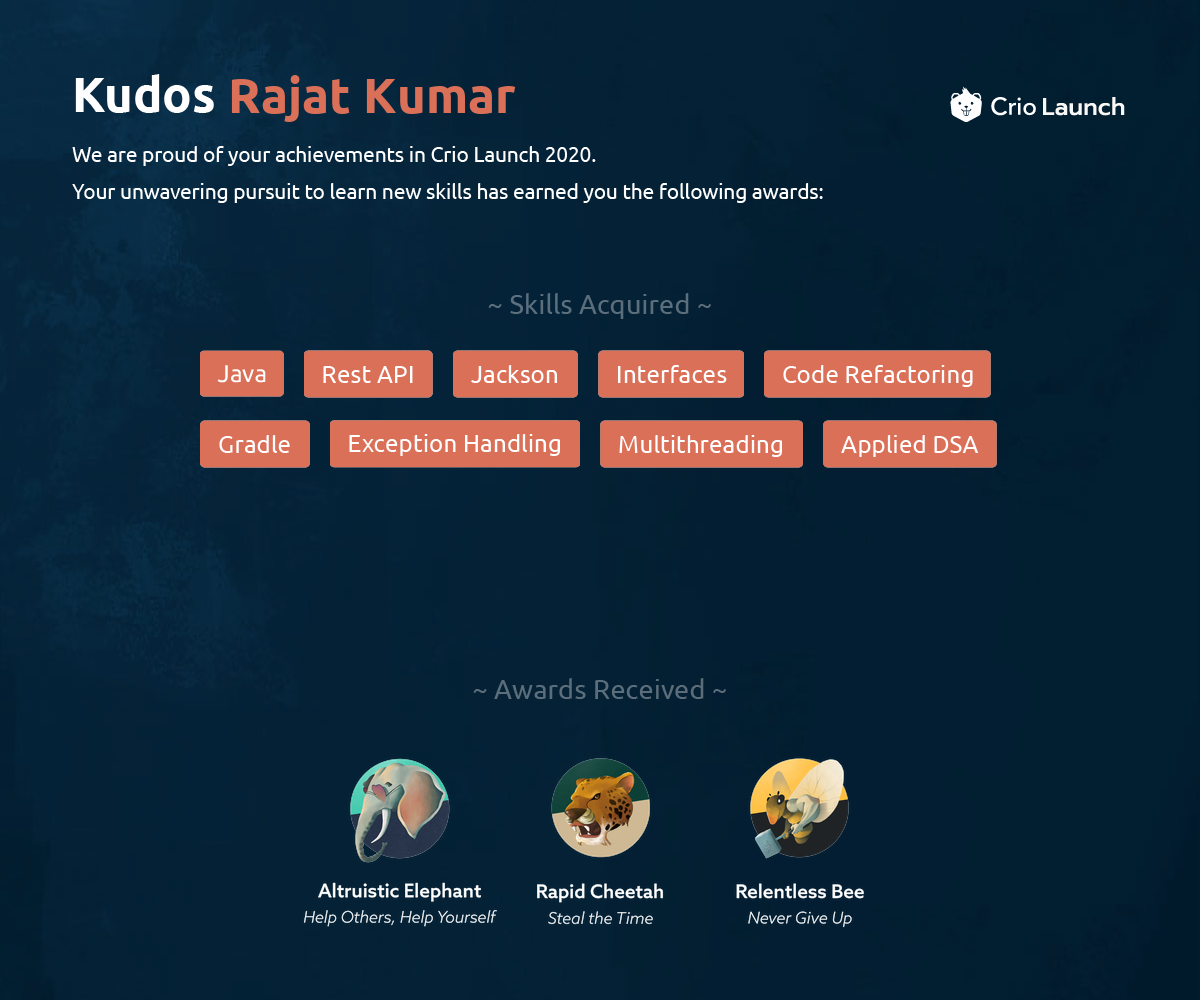 Kudos Rajat Kumar
Crio Launch
We are proud of your achievements in Crio Launch 2020.
Your unwavering pursuit to learn new skills has earned you the following awards:
~ Skills Acquired ~
Java Rest API Jackson Interfaces Code Refactoring
Gradle Exception Handling Multithreading Applied DSA
~ Awards Received ~
Altruistic Elephant Rapid Cheetah Relentless Bee
Help Others, Help Yourself Steal the Time Never Give Up